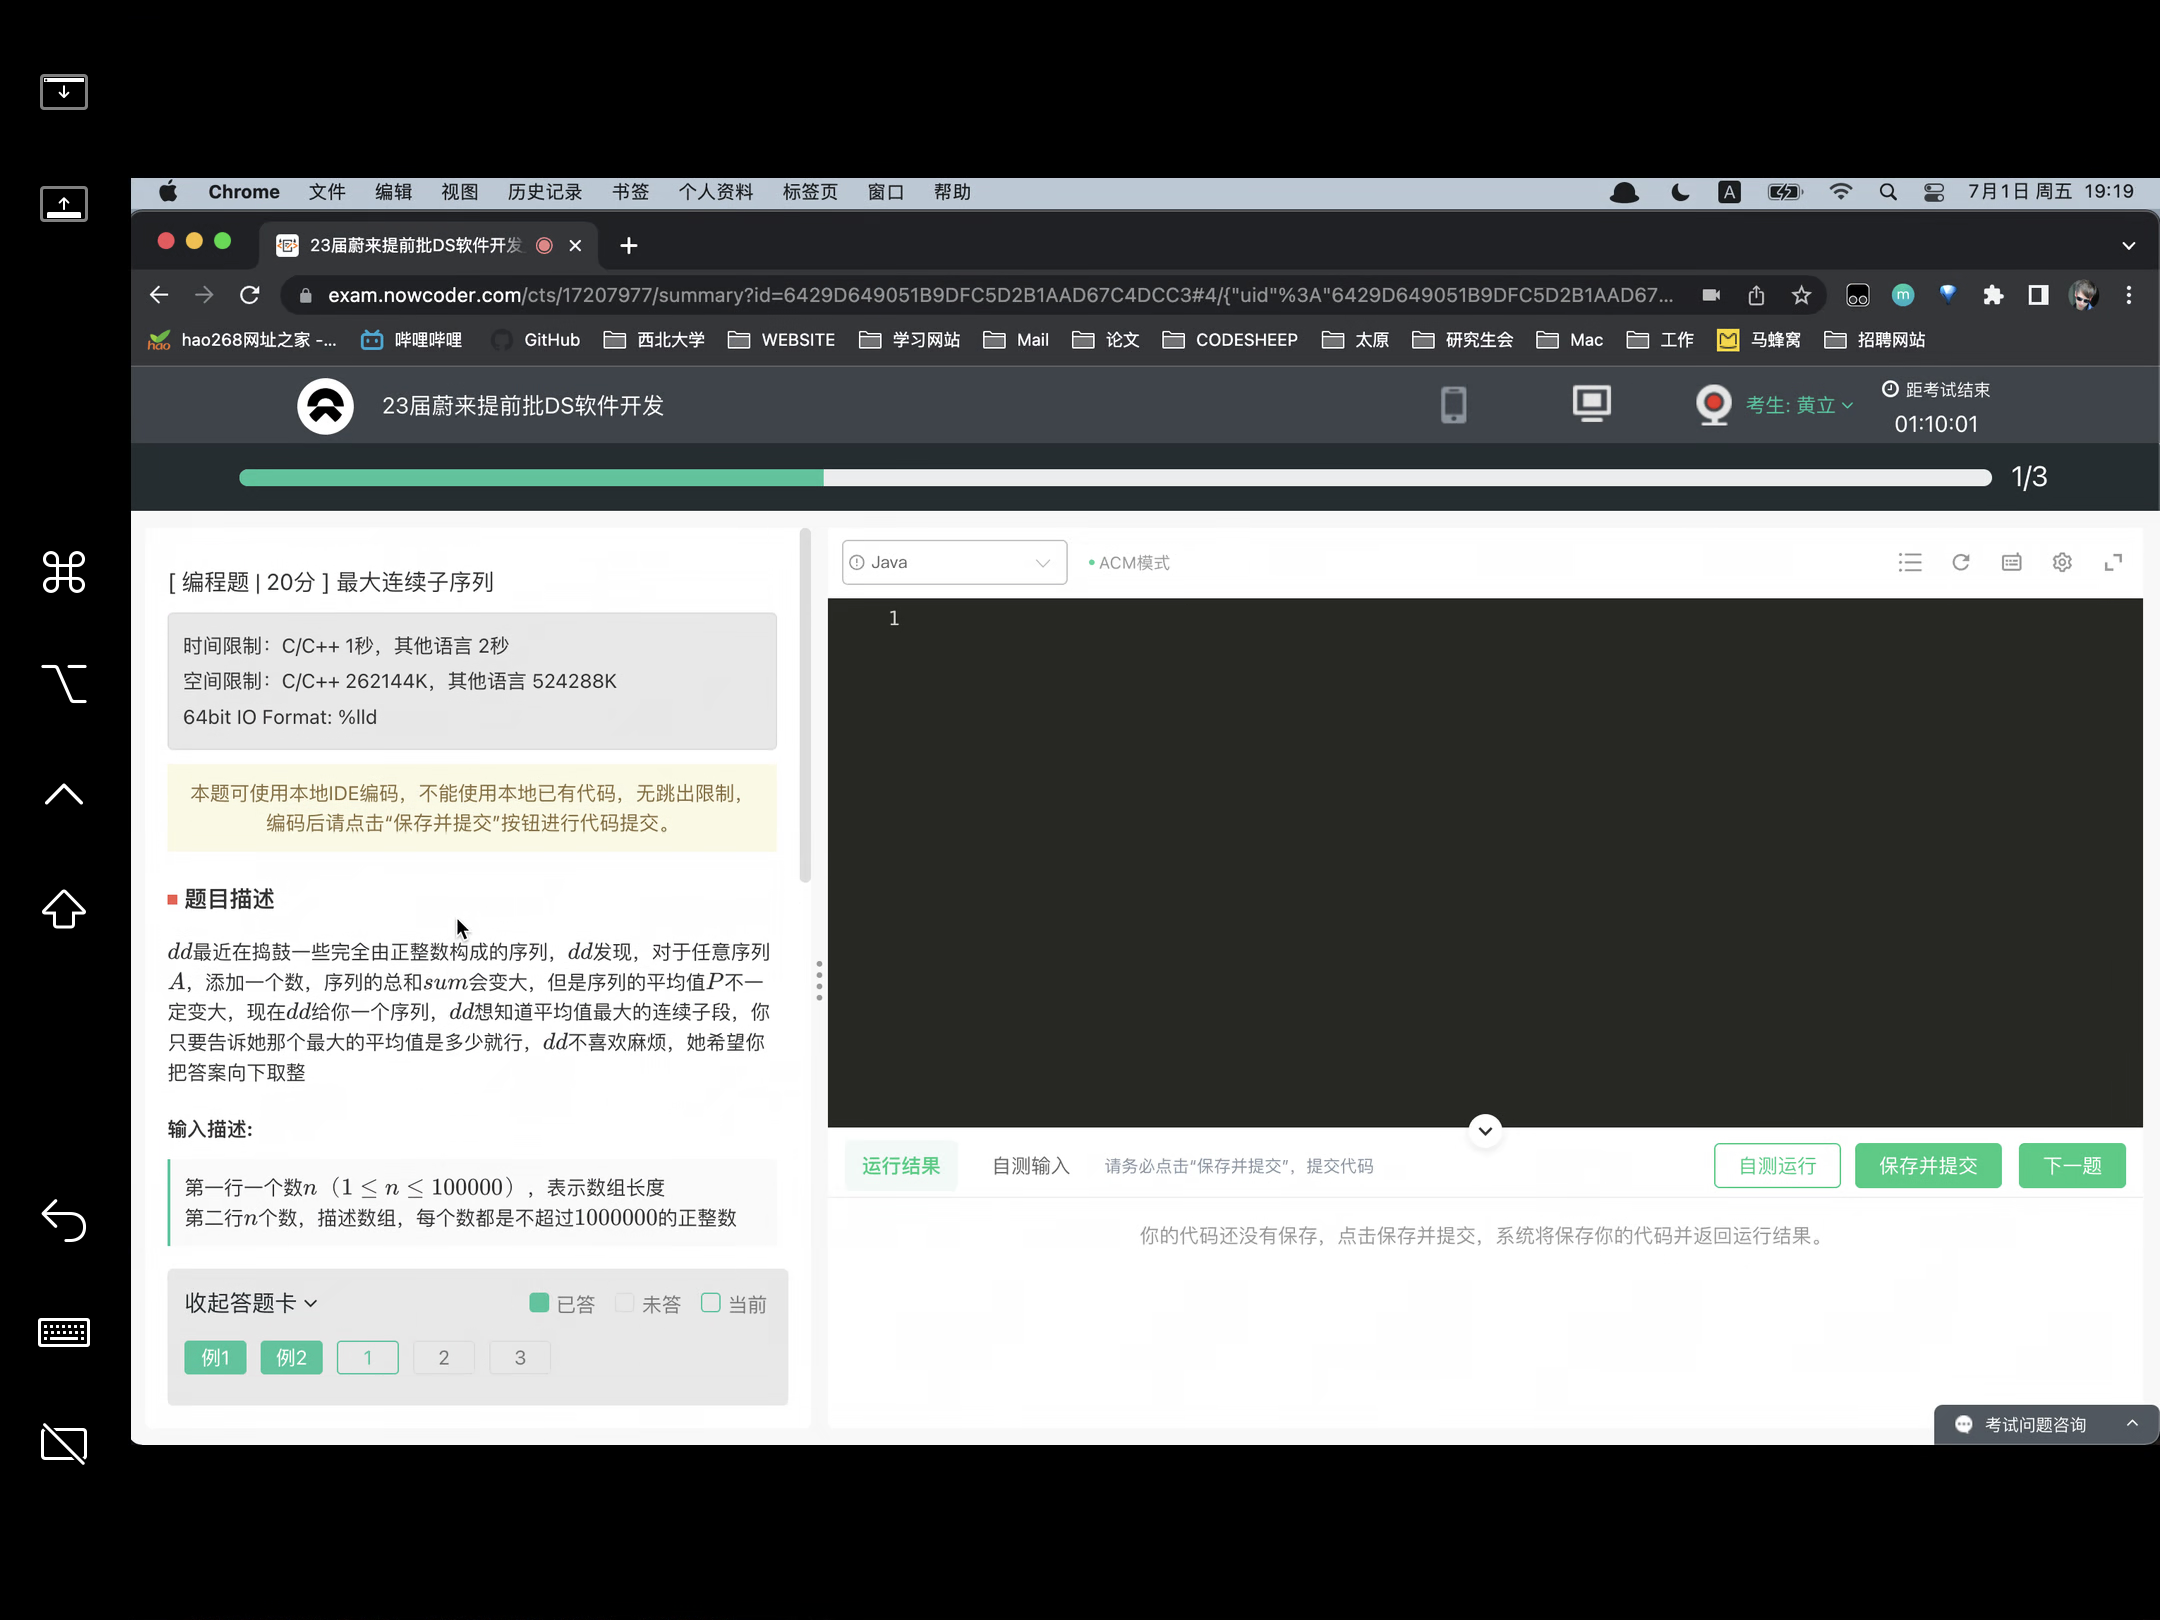 Chrome 文件 编辑 视图 历史记录 书签 个人资料 标签页 窗口 帮助 A 7月1日 周五 19:19
23届蔚来提前批DS软件开发
exam.nowcoder.com/cts/17207977/summary?id=6429D649051B9DFC5D2B1AAD67C4DCC3#4/{"uid"%3A"6429D649051B9DFC5D2B1AAD67... m
hao hao268网址之家 -... 哔哩哔哩 GitHub 西北大学 WEBSITE 学习网站 Mail 论文 CODESHEEP 太原 研究生会 Mac 工作 马蜂窝 招聘网站
23届蔚来提前批DS软件开发 考生: 黄立 距考试结束
01:10:01
1/3
[ 编程题 | 20分 ] 最大连续子序列
时间限制：C/C++ 1秒，其他语言 2秒
空间限制：C/C++ 262144K，其他语言 524288K
64bit IO Format: %lld
本题可使用本地IDE编码，不能使用本地已有代码，无跳出限制，
编码后请点击“保存并提交”按钮进行代码提交。
题目描述
dd最近在捣鼓一些完全由正整数构成的序列，dd发现，对于任意序列
A，添加一个数，序列的总和sum会变大，但是序列的平均值P不一
定变大，现在dd给你一个序列，dd想知道平均值最大的连续子段，你
只要告诉她那个最大的平均值是多少就行，dd不喜欢麻烦，她希望你
把答案向下取整
输入描述:
第一行一个数n（1 ≤ n ≤ 100000），表示数组长度
第二行n个数，描述数组，每个数都是不超过1000000的正整数
收起答题卡 已答 未答 当前
例1 例2 1 2 3
Java ACM模式
1
运行结果 自测输入 请务必点击“保存并提交”，提交代码 自测运行 保存并提交 下一题
你的代码还没有保存，点击保存并提交，系统将保存你的代码并返回运行结果。
考试问题咨询